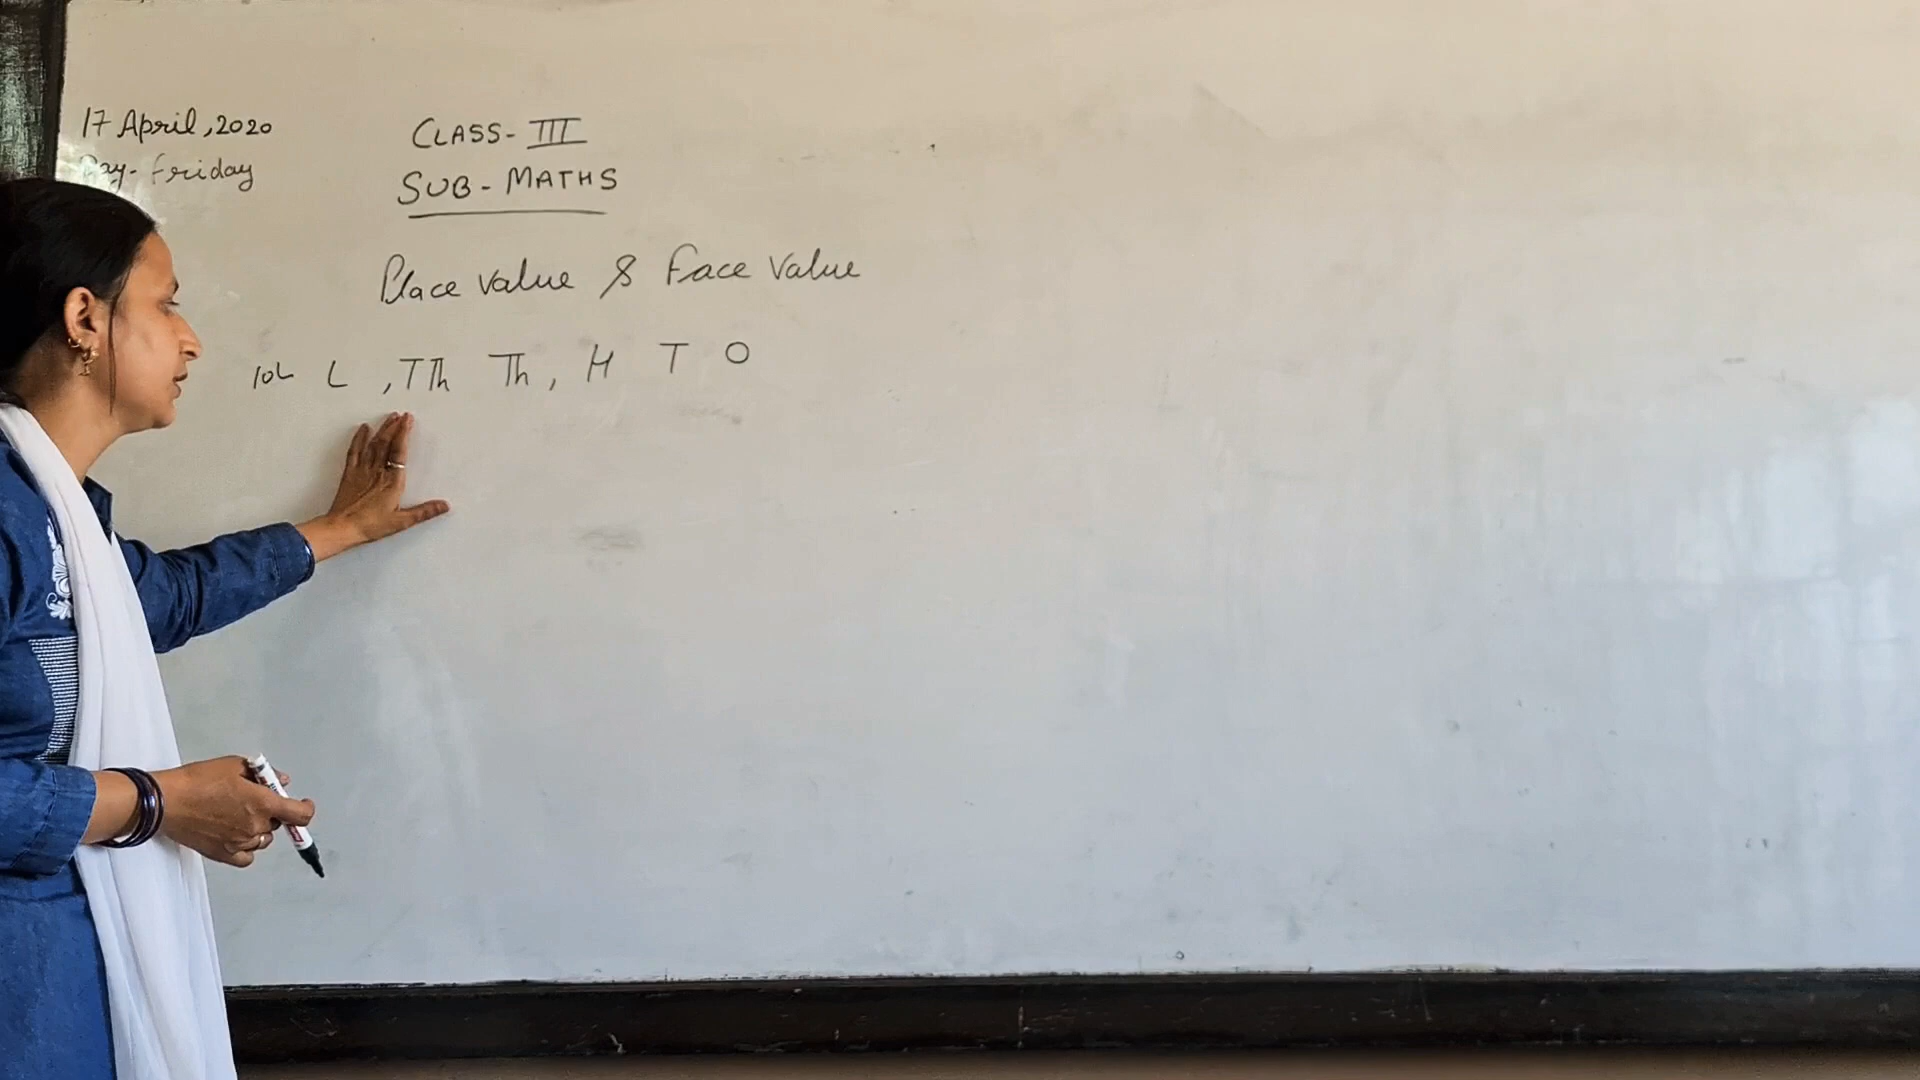 17 April, 2020
Day- Friday
CLASS- III
SUB- MATHS
Place value & Face value
10L L , TTh Th, H T O